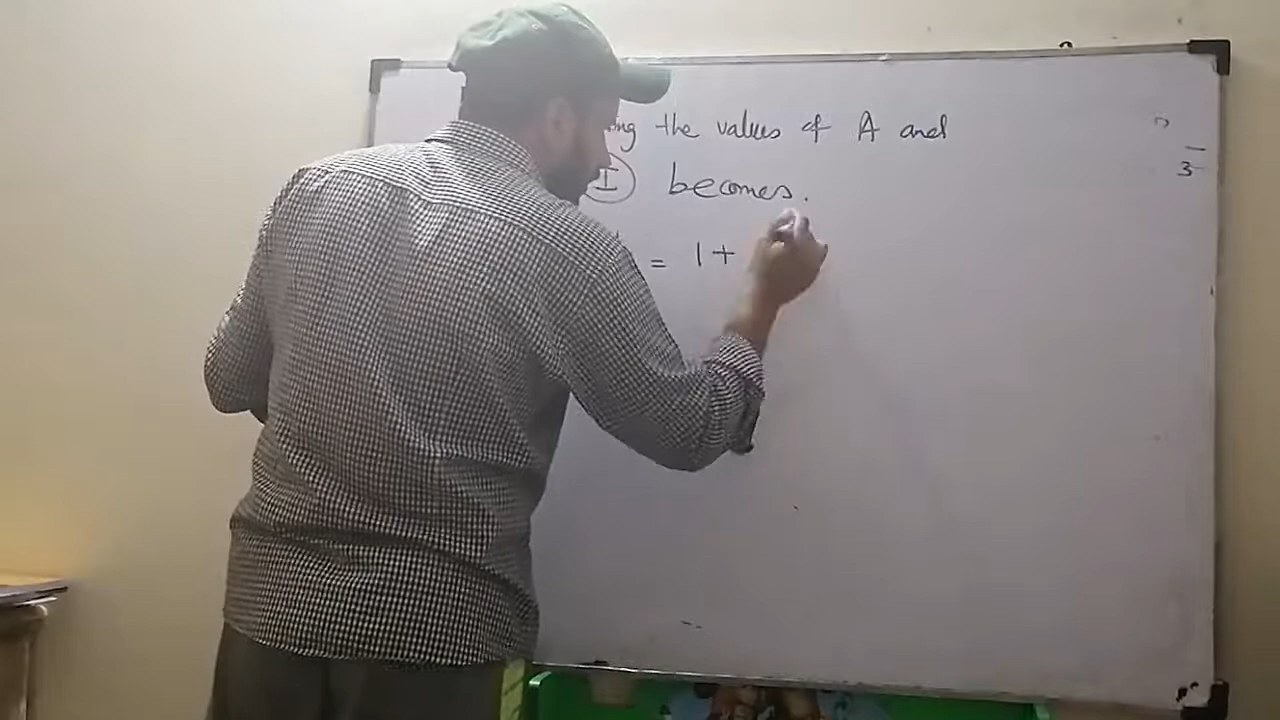 the values of A and
I becomes.
= 1 +
3